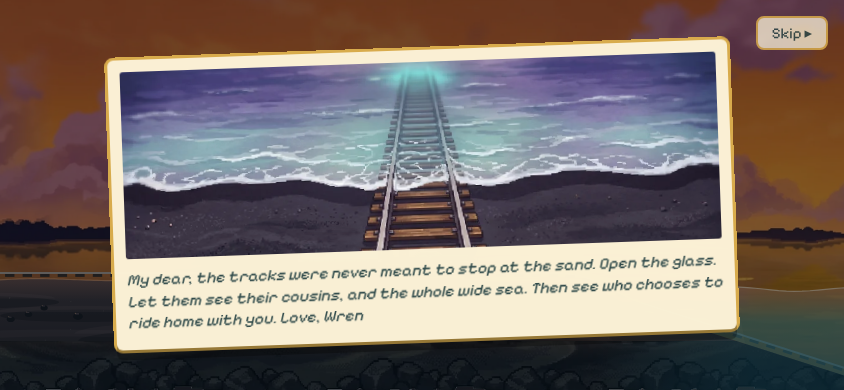 Skip ▸
My dear, the tracks were never meant to stop at the sand. Open the glass.
Let them see their cousins, and the whole wide sea. Then see who chooses to
ride home with you. Love, Wren